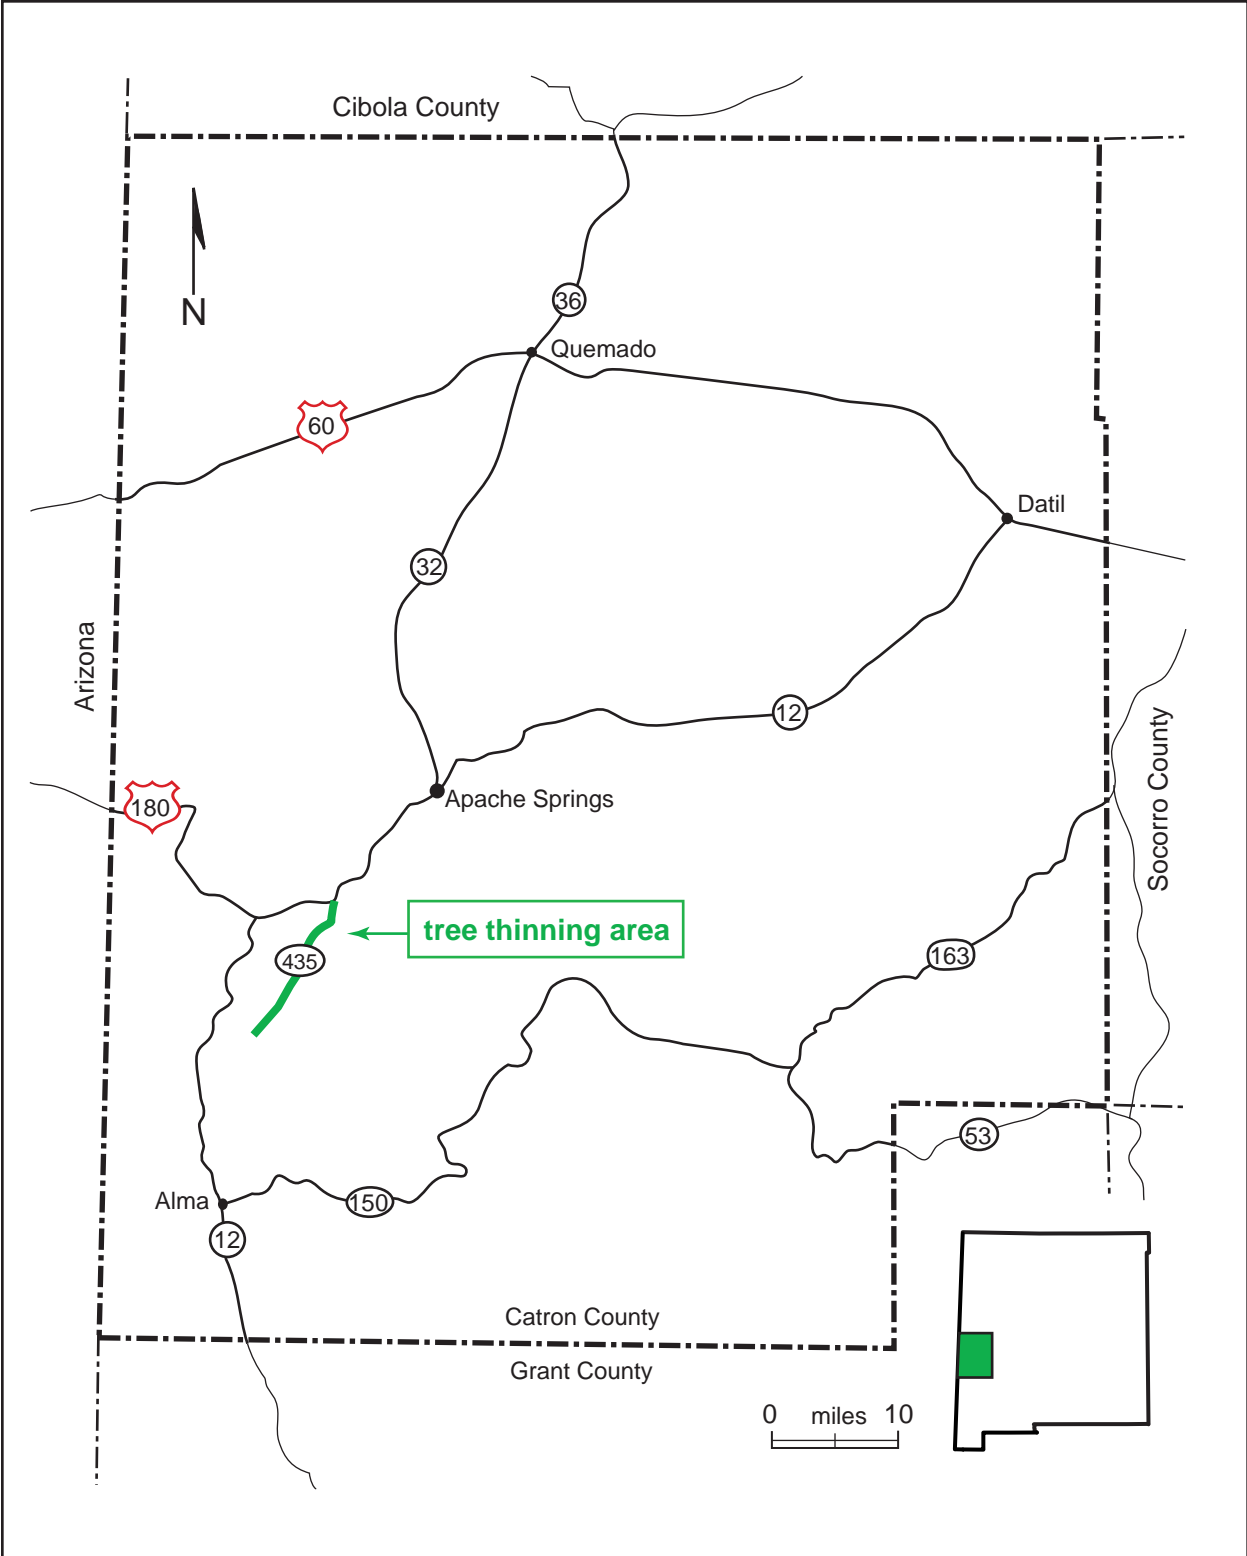 Cibola County
N
36
Quemado
60
Datil
32
Arizona
12
Socorro County
180
Apache Springs
tree thinning area
435
163
53
Alma
150
12
Catron County
Grant County
0 miles 10